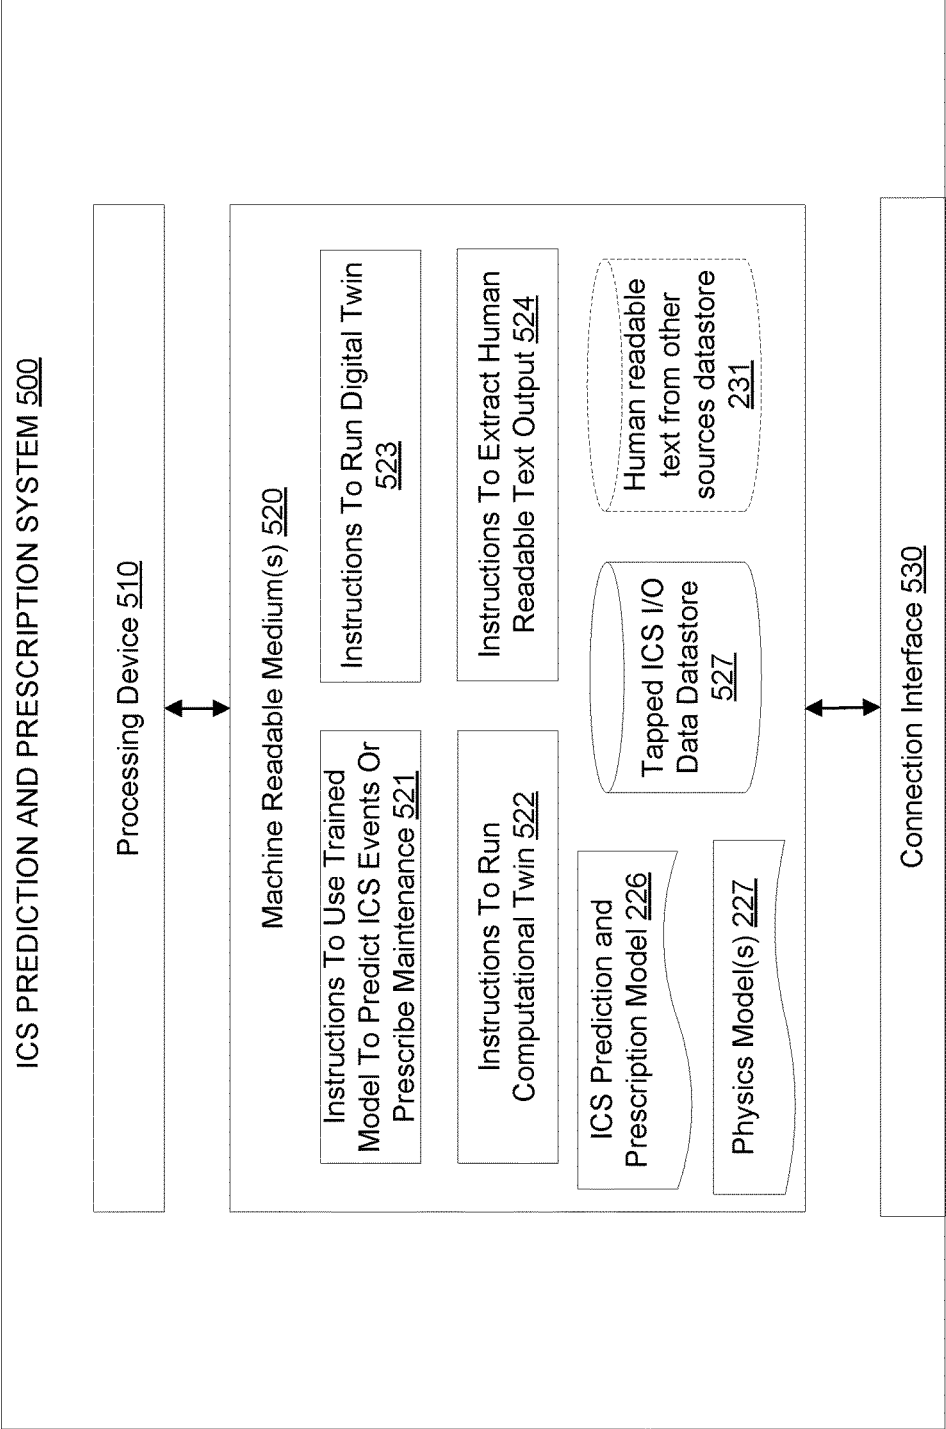 ICS PREDICTION AND PRESCRIPTION SYSTEM 500
Processing Device 510
Machine Readable Medium(s) 520
Instructions To Use Trained
Model To Predict ICS Events Or
Prescribe Maintenance 521
Instructions To Run Digital Twin
523
Instructions To Run
Computational Twin 522
Instructions To Extract Human
Readable Text Output 524
ICS Prediction and
Prescription Model 226
Physics Model(s) 227
Tapped ICS I/O
Data Datastore
527
Human readable
text from other
sources datastore
231
Connection Interface 530